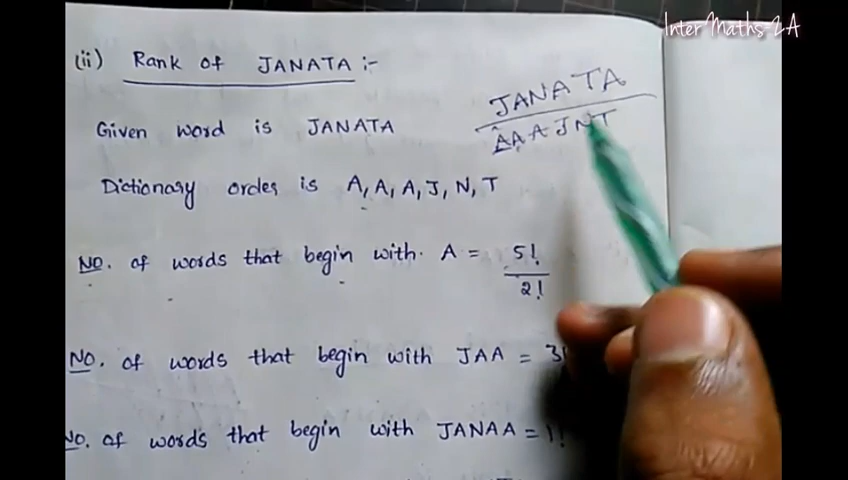 Inter Maths-2A
(ii) Rank of JANATA :-
JANATA
Given word is JANATA
AAAJNT
Dictionary order is A, A, A, J, N, T
NO. of words that begin with A = 5!/2!
NO. of words that begin with JAA = 3!
No. of words that begin with JANAA = 1!